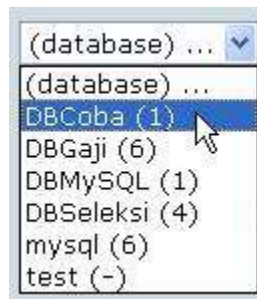 (database) ...
(database) ...
DBCoba (1)
DBGaji (6)
DBMySQL (1)
DBSeleksi (4)
mysql (6)
test (-)